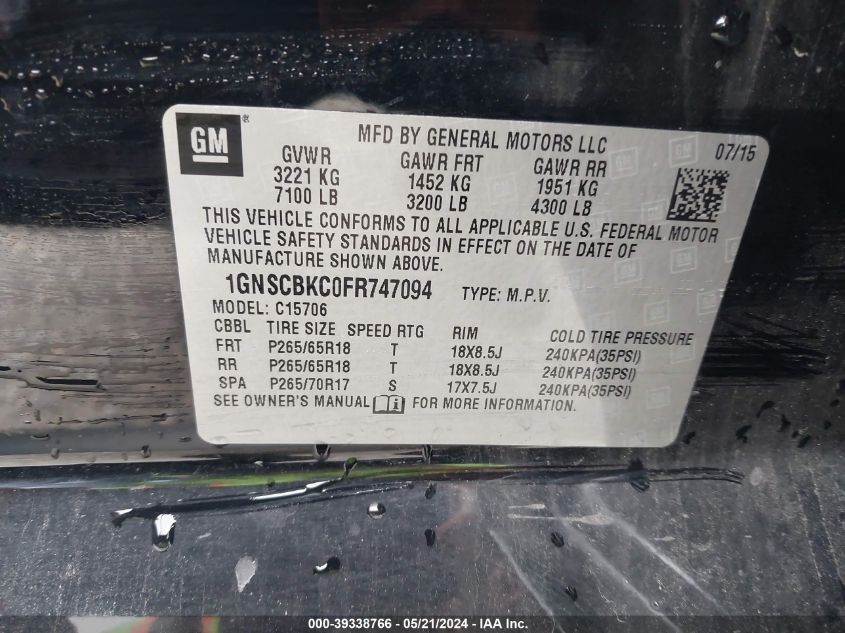 GM ®
MFD BY GENERAL MOTORS LLC 07/15
GVWR GAWR FRT GAWR RR
3221 KG 1452 KG 1951 KG
7100 LB 3200 LB 4300 LB
THIS VEHICLE CONFORMS TO ALL APPLICABLE U.S. FEDERAL MOTOR
VEHICLE SAFETY STANDARDS IN EFFECT ON THE DATE OF
MANUFACTURE SHOWN ABOVE.
1GNSCBKC0FR747094 TYPE: M.P.V.
MODEL: C15706
CBBL TIRE SIZE SPEED RTG RIM COLD TIRE PRESSURE
FRT P265/65R18 T 18X8.5J 240KPA(35PSI)
RR P265/65R18 T 18X8.5J 240KPA(35PSI)
SPA P265/70R17 S 17X7.5J 240KPA(35PSI)
SEE OWNER'S MANUAL FOR MORE INFORMATION.
000-39338766 - 05/21/2024 - IAA Inc.